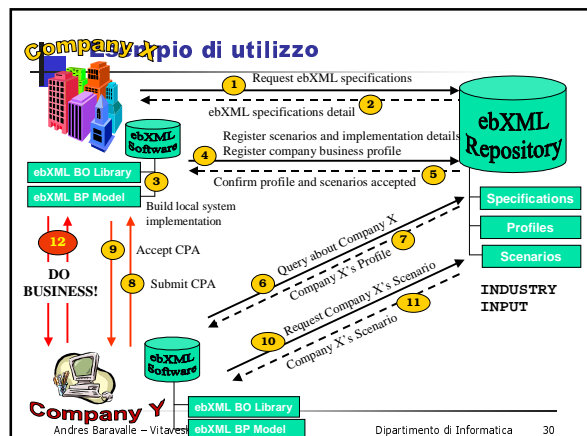 Company X
Esempio di utilizzo
1 Request ebXML specifications
2
ebXML specifications detail
ebXML
Software
ebXML
Repository
Register scenarios and implementation details
4 Register company business profile
5
Confirm profile and scenarios accepted
ebXML BO Library
ebXML BP Model
3
Build local system
implementation
Specifications
Profiles
Scenarios
INDUSTRY
INPUT
12
DO
BUSINESS!
9 Accept CPA
8 Submit CPA
6 Query about Company X
7 Company X's Profile
10 Request Company X's Scenario
11 Company X's Scenario
ebXML
Software
Company Y
ebXML BO Library
ebXML BP Model
Andres Baravalle –
Dipartimento di Informatica
30